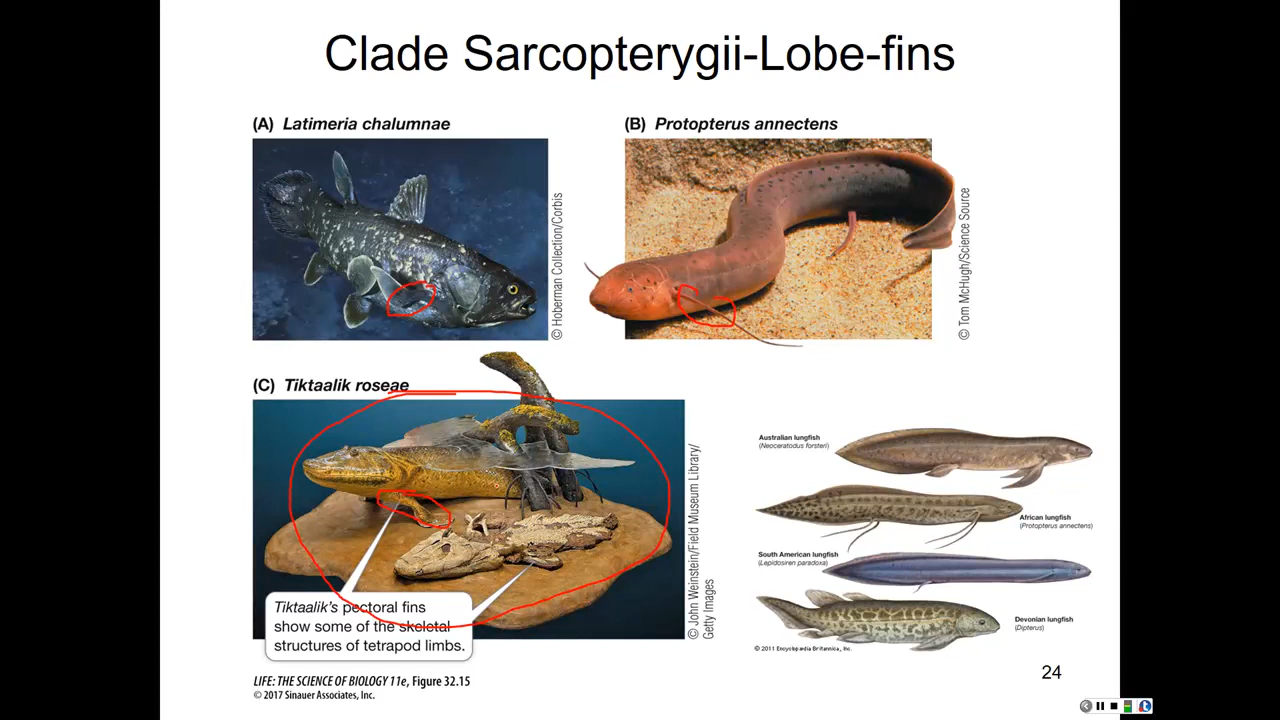 Clade Sarcopterygii-Lobe-fins
(A) Latimeria chalumnae
© Hoberman Collection/Corbis
(B) Protopterus annectens
© Tom McHugh/Science Source
(C) Tiktaalik roseae
© John Weinstein/Field Museum Library/
Getty Images
Tiktaalik's pectoral fins
show some of the skeletal
structures of tetrapod limbs.
Australian lungfish
(Neoceratodus forsteri)
African lungfish
(Protopterus annectens)
South American lungfish
(Lepidosiren paradoxa)
Devonian lungfish
(Dipterus)
© 2011 Encyclopædia Britannica, Inc.
LIFE: THE SCIENCE OF BIOLOGY 11e, Figure 32.15
© 2017 Sinauer Associates, Inc.
24